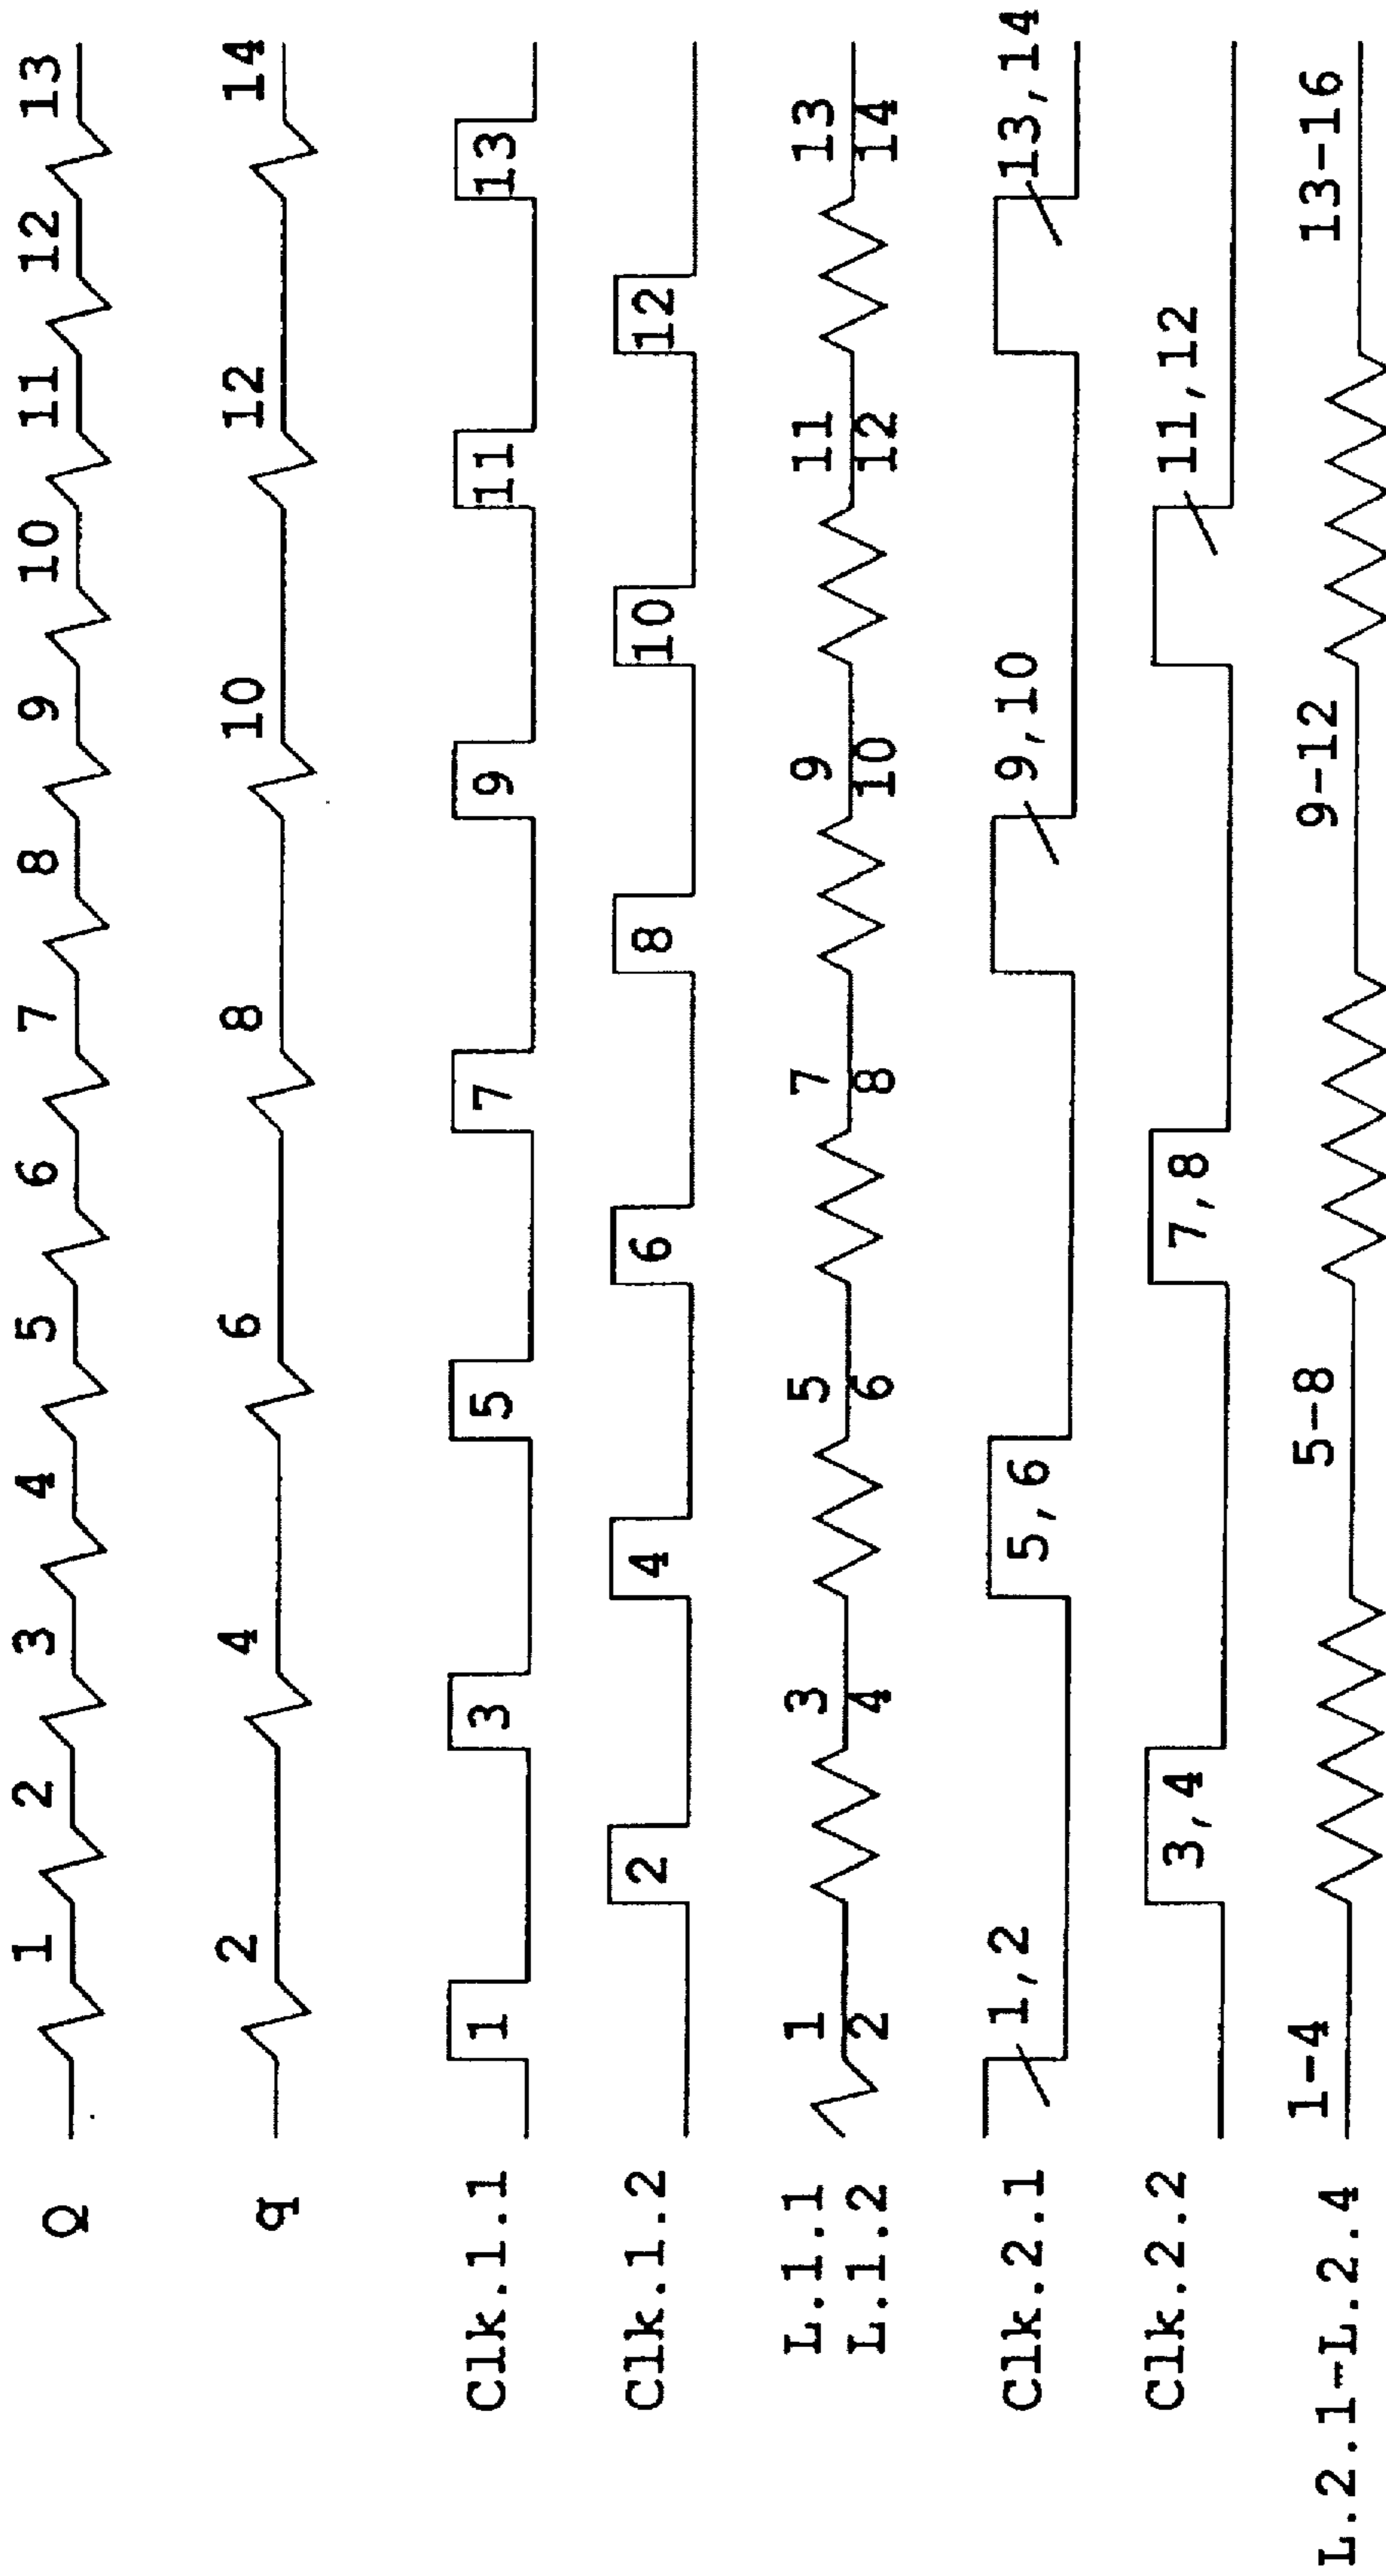 Q 1 2 3 4 5 6 7 8 9 10 11 12 13
q 2 4 6 8 10 12 14
Clk.1.1 1 3 5 7 9 11 13
Clk.1.2 2 4 6 8 10 12
L.1.1 1 3 5 7 9 11 13
L.1.2 2 4 6 8 10 12 14
Clk.2.1 1,2 5,6 9,10 13,14
Clk.2.2 3,4 7,8 11,12
L.2.1-L.2.4 1-4 5-8 9-12 13-16